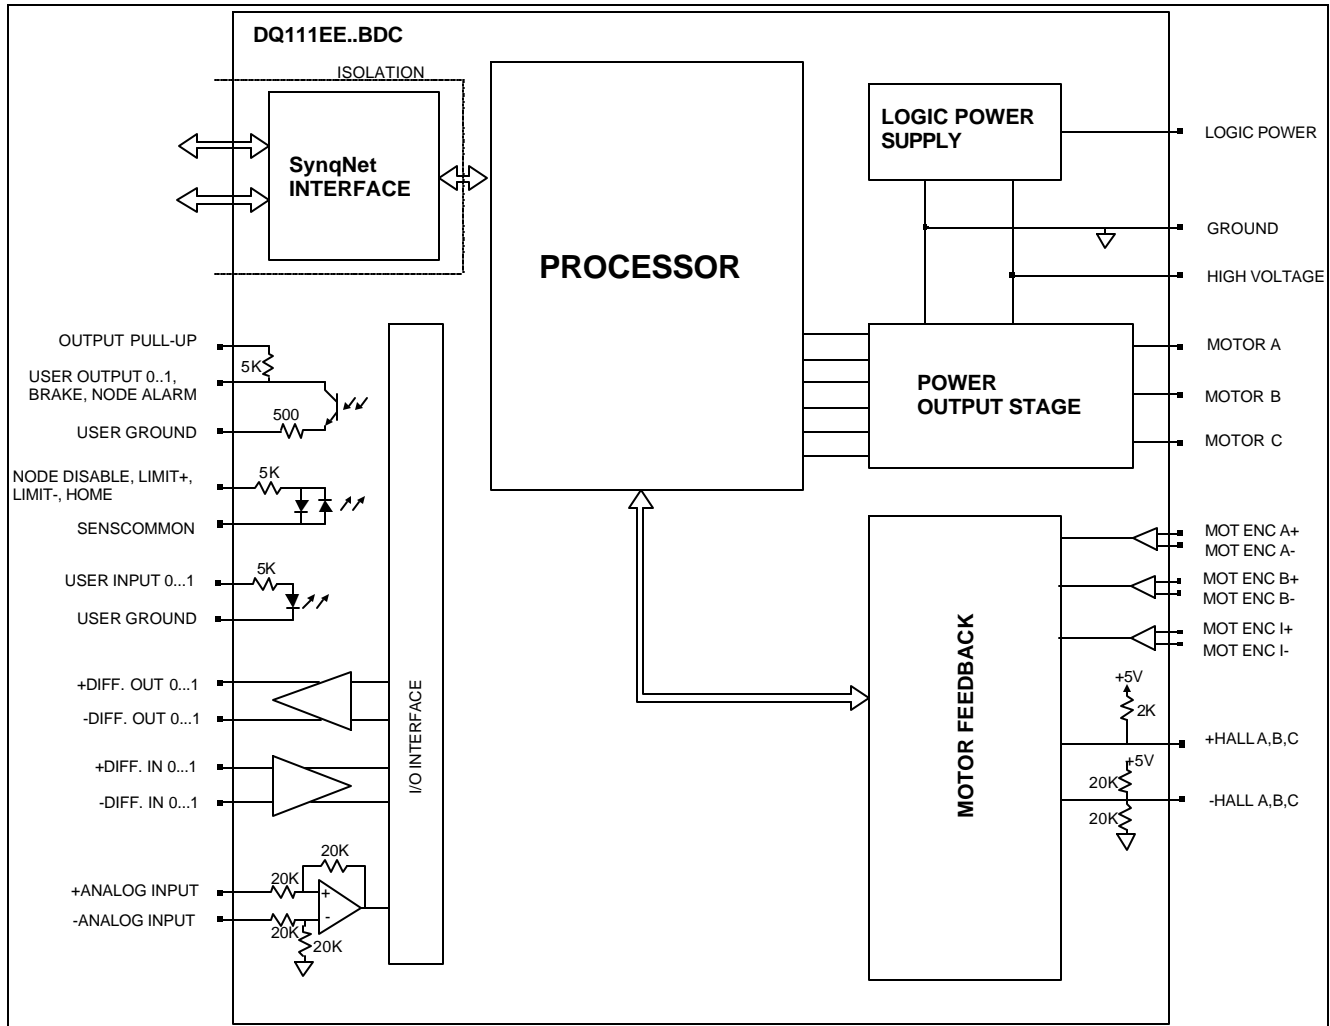 DQ111EE..BDC
ISOLATION
SynqNet
INTERFACE
PROCESSOR
LOGIC POWER
SUPPLY
LOGIC POWER
GROUND
HIGH VOLTAGE
OUTPUT PULL-UP
5K
USER OUTPUT 0..1,
BRAKE, NODE ALARM
500
USER GROUND
POWER
OUTPUT STAGE
MOTOR A
MOTOR B
MOTOR C
NODE DISABLE, LIMIT+,
LIMIT-, HOME
5K
SENSCOMMON
USER INPUT 0...1
5K
USER GROUND
+DIFF. OUT 0...1
-DIFF. OUT 0...1
+DIFF. IN 0...1
-DIFF. IN 0...1
I/O INTERFACE
20K
+ANALOG INPUT
20K
+
-
-ANALOG INPUT
20K
20K
MOTOR FEEDBACK
MOT ENC A+
MOT ENC A-
MOT ENC B+
MOT ENC B-
MOT ENC I+
MOT ENC I-
+5V
2K
+HALL A,B,C
+5V
20K
-HALL A,B,C
20K